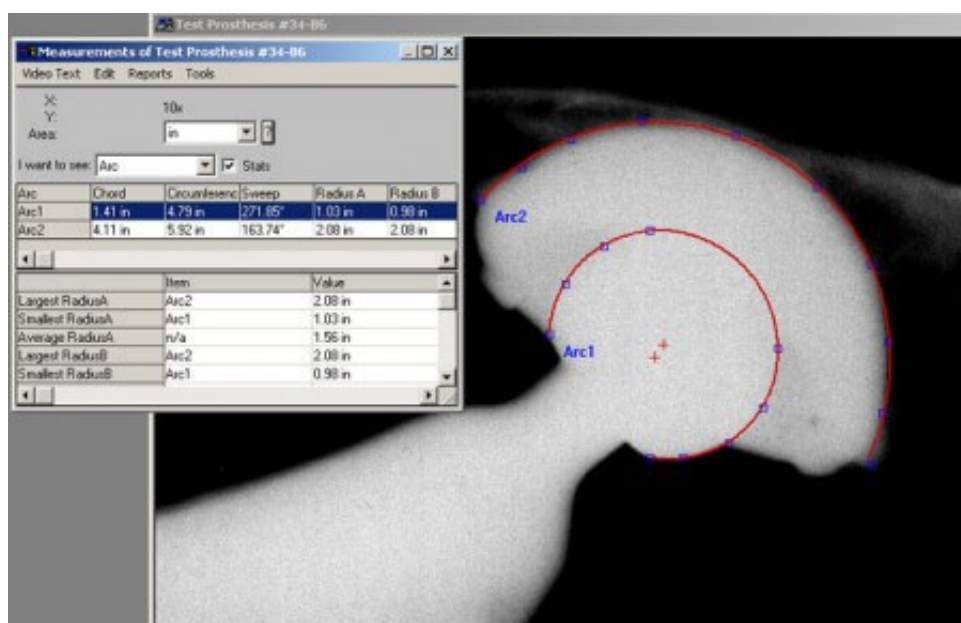 Test Prosthesis #34-B6
Measurements of Test Prosthesis #34-B6
Video Text Edit Reports Tools
X:
Y:
Area:
10x
in
?
I want to see: Arc Stats
Arc Chord Circumferenc Sweep Radius A Radius B
Arc1 1.41 in 4.79 in 271.85° 1.03 in 0.98 in
Arc2 4.11 in 5.92 in 163.74° 2.08 in 2.08 in
Item Value
Largest RadiusA Arc2 2.08 in
Smallest RadiusA Arc1 1.03 in
Average RadiusA n/a 1.56 in
Largest RadiusB Arc2 2.08 in
Smallest RadiusB Arc1 0.98 in
Arc2
Arc1